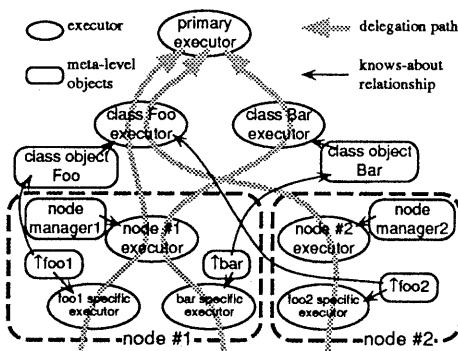 executor
primary
executor
delegation path
meta-level
objects
knows-about
relationship
class Foo
executor
class Bar
executor
class object
Foo
class object
Bar
node
manager1
node #1
executor
node #2
executor
node
manager2
↑foo1
↑bar
↑foo2
foo1 specific
executor
bar specific
executor
foo2 specific
executor
node #1
node #2